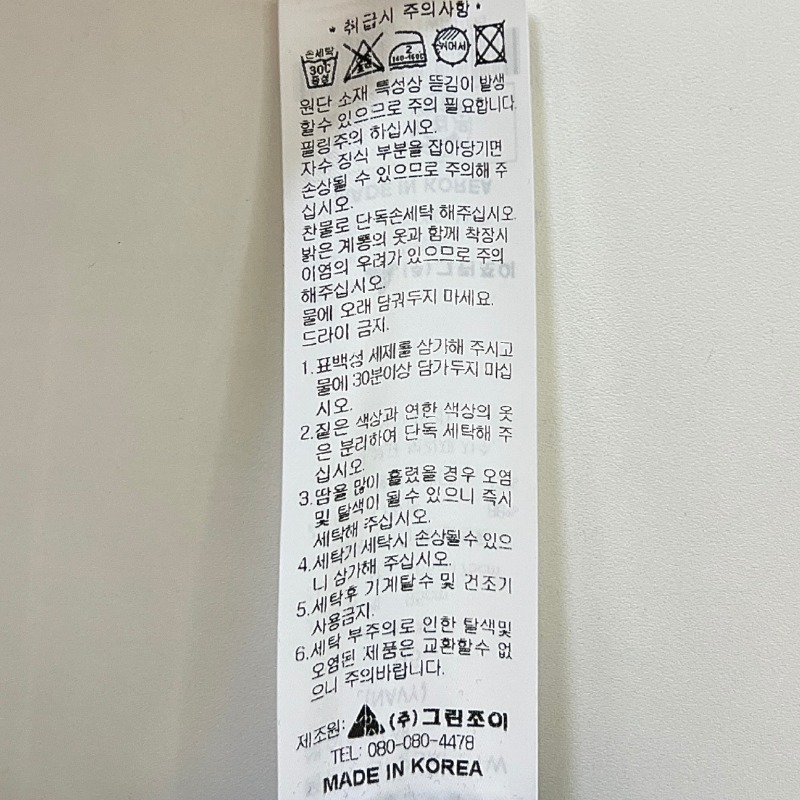 • 취급시 주의사항 •
손세탁
30℃
중성
염소
2
140-160℃
뉘어서
원단 소재 특성상 뜯김이 발생
할수 있으므로 주의 필요합니다.
필링주의 하십시오.
자수 장식 부분을 잡아당기면
손상될 수 있으므로 주의해 주
십시오.
찬물로 단독손세탁 해주십시오.
밝은 계통의 옷과 함께 착장시
이염의 우려가 있으므로 주의
해주십시오.
물에 오래 담궈두지 마세요.
드라이 금지.
1.표백성 세제를 삼가해 주시고
물에 30분이상 담가두지 마십
시오.
2.짙은 색상과 연한 색상의 옷
은 분리하여 단독 세탁해 주
십시오.
3.땀을 많이 흘렸을 경우 오염
및 탈색이 될수 있으니 즉시
세탁해 주십시오.
4.세탁기 세탁시 손상될수 있으
니 삼가해 주십시오.
5.세탁후 기계탈수 및 건조기
사용금지.
6.세탁 부주의로 인한 탈색및
오염된 제품은 교환할수 없
으니 주의바랍니다.
제조원: (주)그린조이
TEL: 080-080-4478
MADE IN KOREA